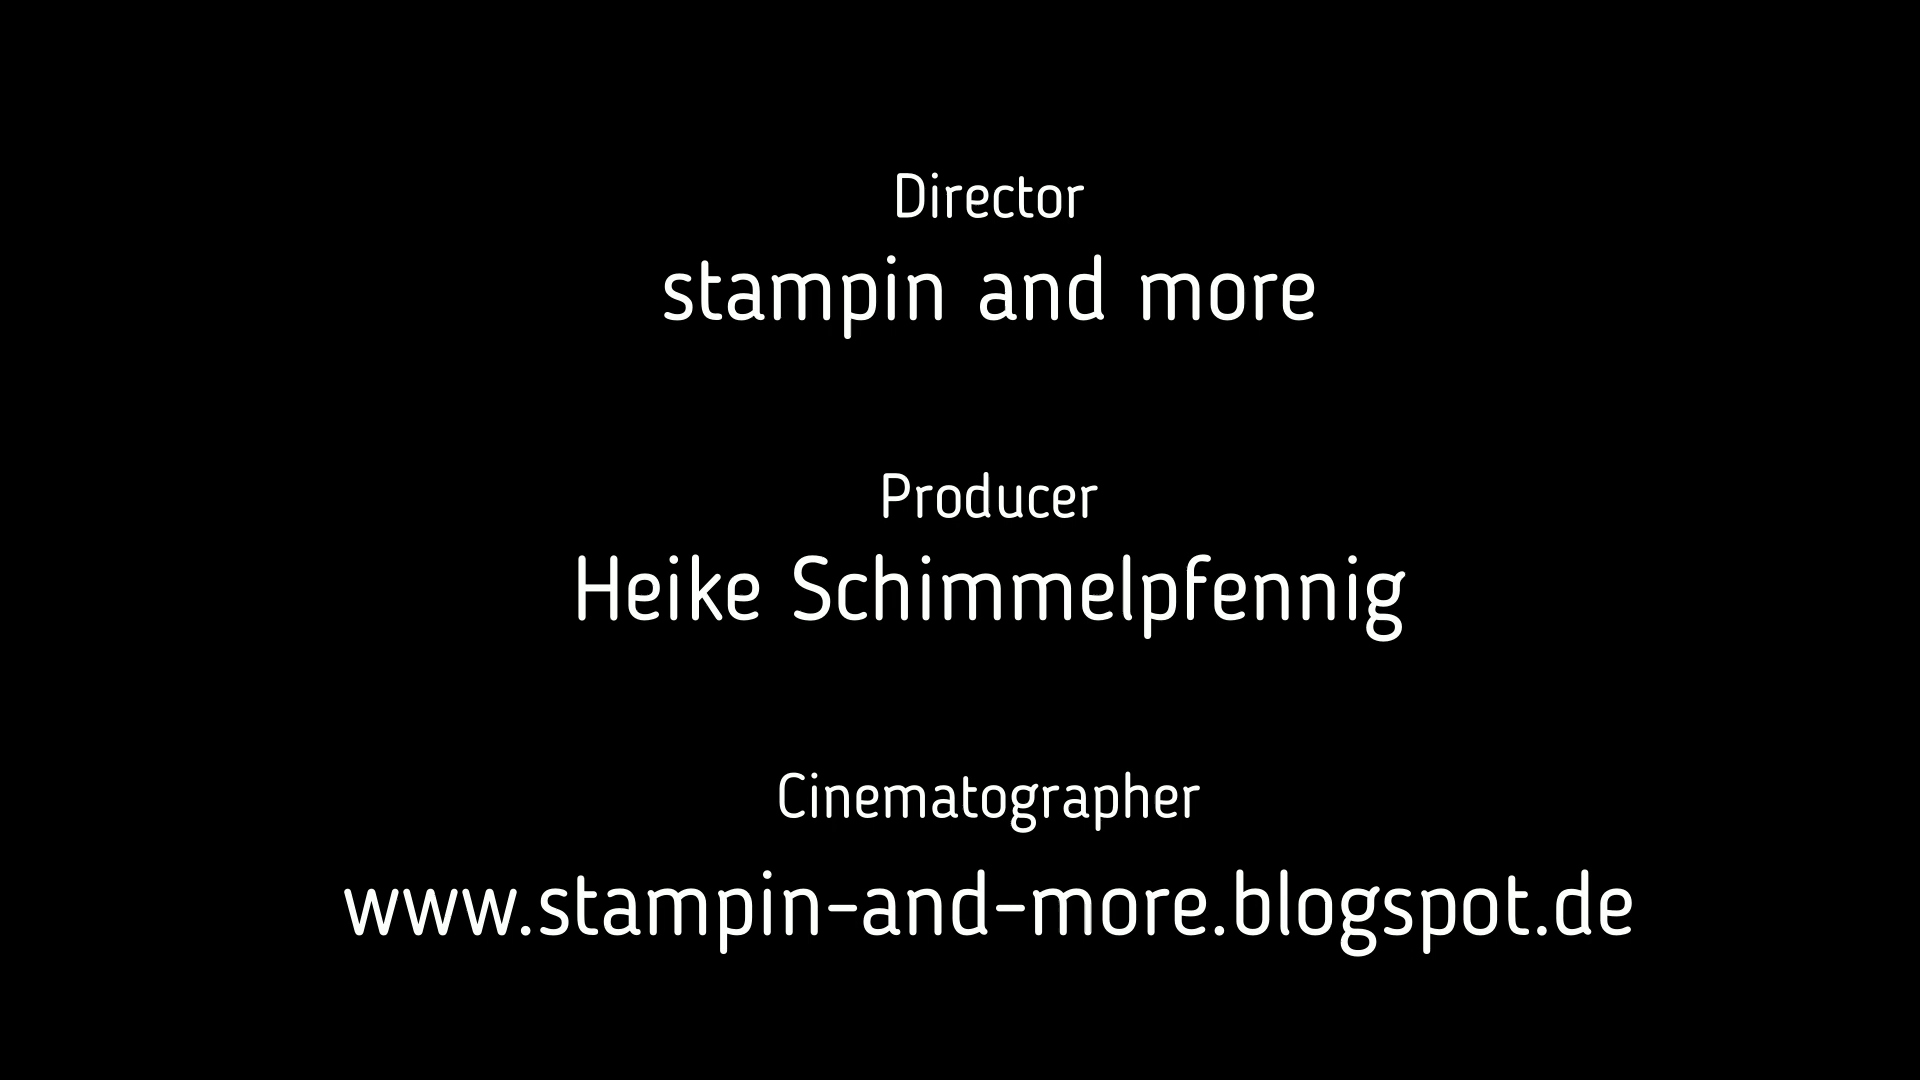 Director
stampin and more
Producer
Heike Schimmelpfennig
Cinematographer
www.stampin-and-more.blogspot.de